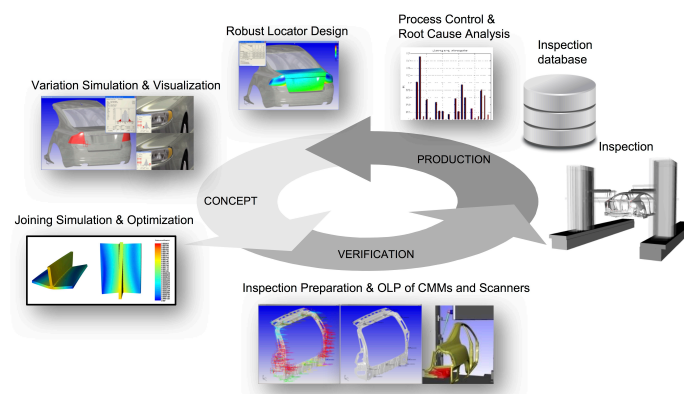 Robust Locator Design
Process Control &
Root Cause Analysis
Inspection
database
Variation Simulation & Visualization
Inspection
PRODUCTION
CONCEPT
Joining Simulation & Optimization
VERIFICATION
Inspection Preparation & OLP of CMMs and Scanners